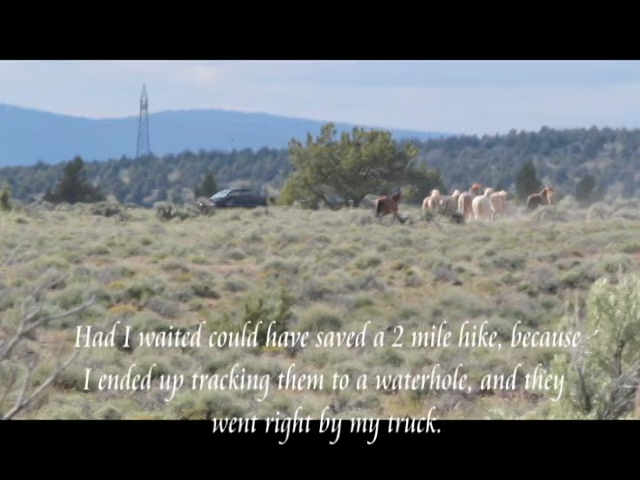 Had I waited could have saved a 2 mile hike, because
I ended up tracking them to a waterhole, and they
went right by my truck.